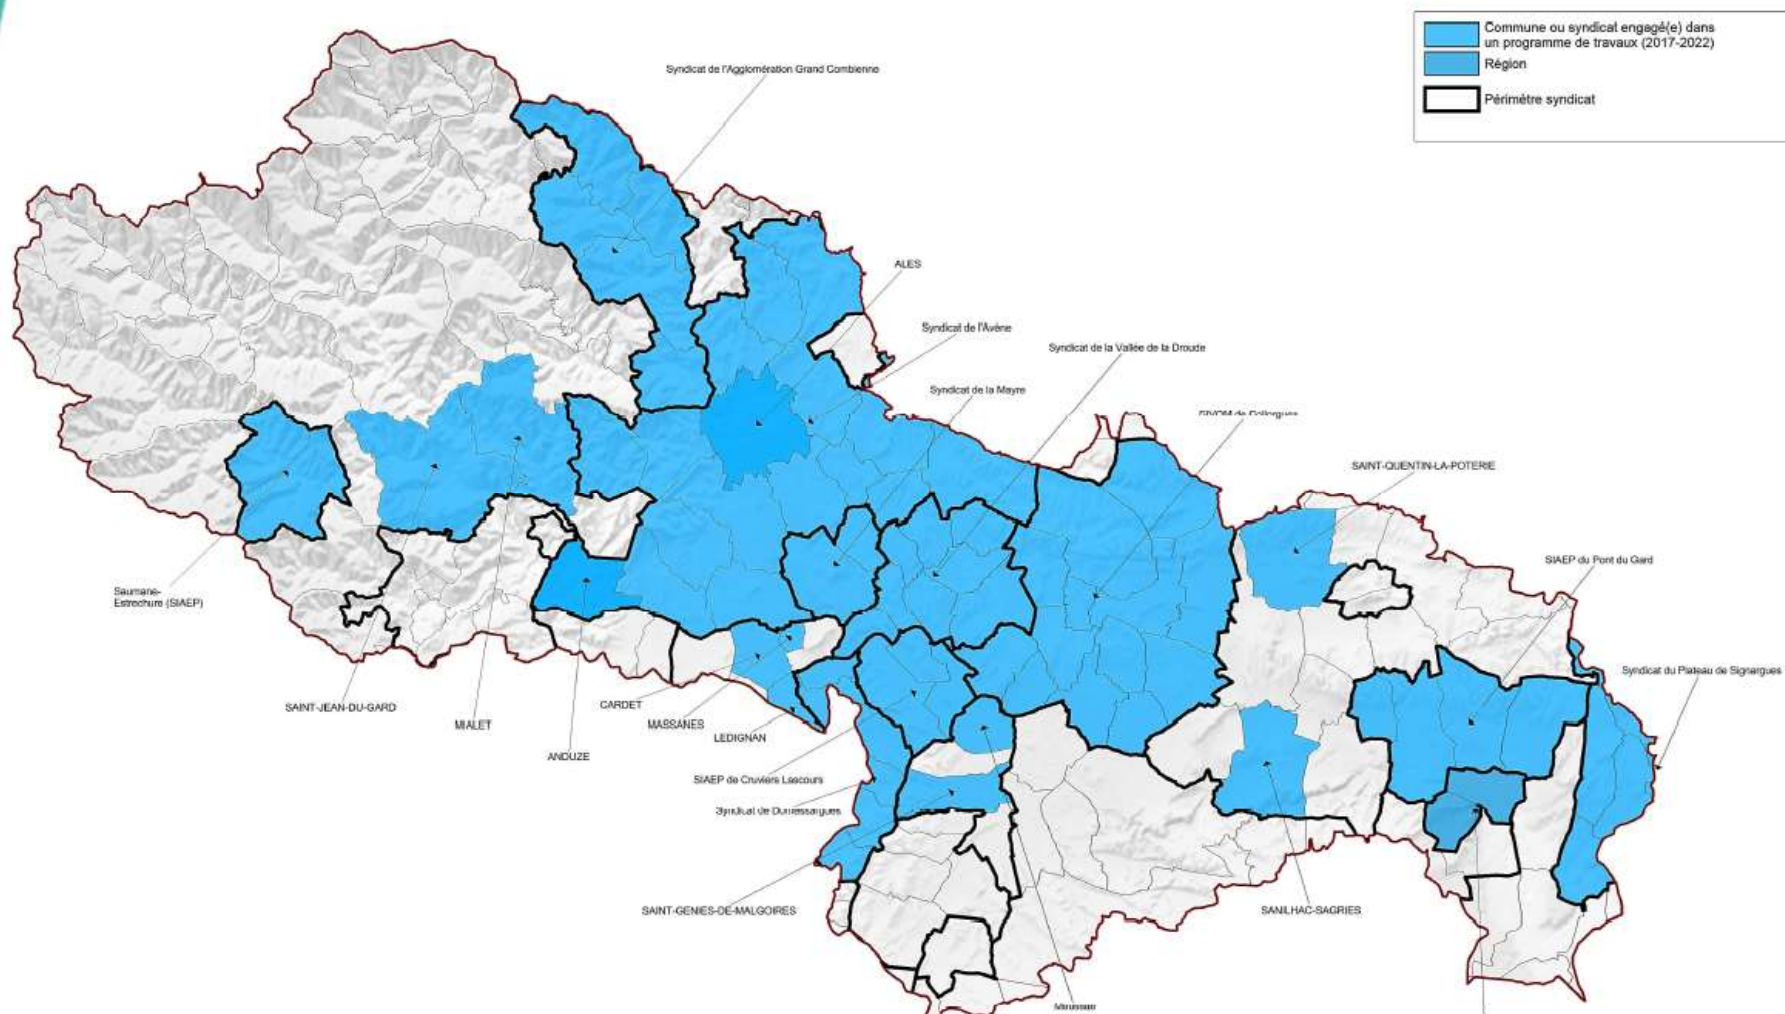 Commune ou syndicat engagé(e) dans
un programme de travaux (2017-2022)
Région
Périmètre syndicat
Syndicat de l'Agglomération Grand Combienne
ALES
Syndicat de l'Avène
Syndicat de la Vallée de la Droude
Syndicat de la Mayre
SAINT-QUENTIN-LA-POTERIE
SIAEP du Pont du Gard
Saumane-
Estrechure (SIAEP)
Syndicat du Plateau de Signargues
SAINT-JEAN-DU-GARD
MIALET
CARDET
MASSANES
LEDIGNAN
ANDUZE
SIAEP de Cruviers Lascours
Syndicat de Domessargues
SAINT-GENIES-DE-MALGOIRES
SANILHAC-SAGRIES